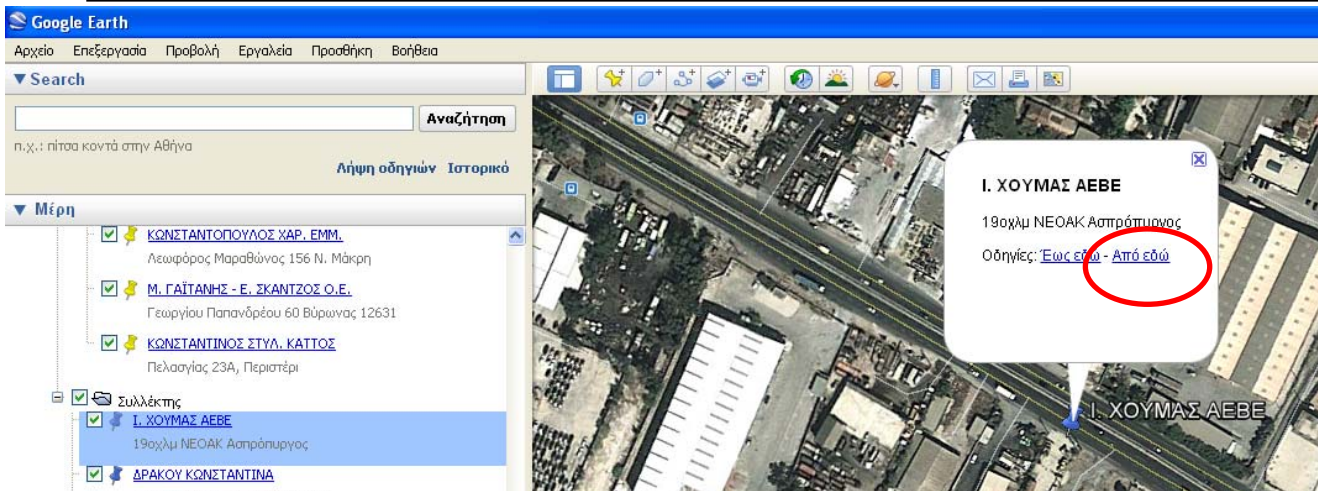 Google Earth
Αρχείο Επεξεργασία Προβολή Εργαλεία Προσθήκη Βοήθεια
▼ Search
Αναζήτηση
π.χ.: πίτσα κοντά στην Αθήνα
Λήψη οδηγιών Ιστορικό
▼ Μέρη
ΚΩΝΣΤΑΝΤΟΠΟΥΛΟΣ ΧΑΡ. ΕΜΜ.
Λεωφόρος Μαραθώνος 156 Ν. Μάκρη
Μ. ΓΑΪΤΑΝΗΣ - Ε. ΣΚΑΝΤΖΟΣ Ο.Ε.
Γεωργίου Παπανδρέου 60 Βύρωνας 12631
ΚΩΝΣΤΑΝΤΙΝΟΣ ΣΤΥΛ. ΚΑΤΤΟΣ
Πελασγίας 23Α, Περιστέρι
Συλλέκτης
Ι. ΧΟΥΜΑΣ ΑΕΒΕ
19οχλμ ΝΕΟΑΚ Ασπρόπυργος
ΔΡΑΚΟΥ ΚΩΝΣΤΑΝΤΙΝΑ
Ι. ΧΟΥΜΑΣ ΑΕΒΕ
19οχλμ ΝΕΟΑΚ Ασπρόπυργος
Οδηγίες: Έως εδώ - Από εδώ
Ι. ΧΟΥΜΑΣ ΑΕΒΕ